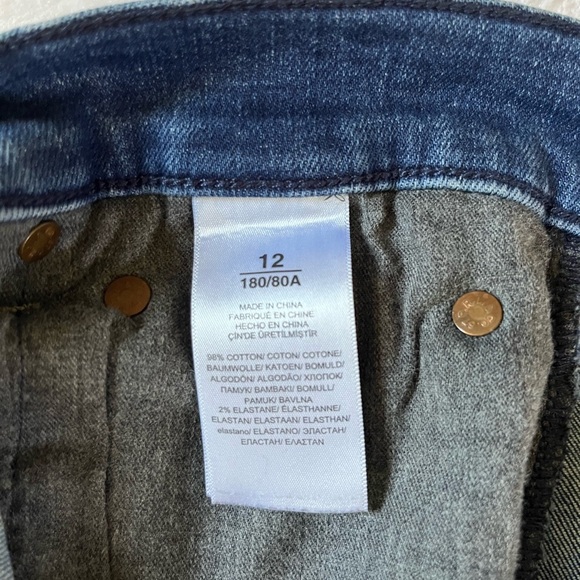 12
180/80A
MADE IN CHINA
FABRIQUÉ EN CHINE
HECHO EN CHINA
ÇİN'DE ÜRETİLMİŞTİR
98% COTTON/ COTON/ COTONE/
BAUMWOLLE/ KATOEN/ BOMULD/
ALGODÓN/ ALGODÃO/ ХЛОПОК/
ПАМУК/ BAMBAKI/ BOMULL/
PAMUK/ BAVLNA
2% ELASTANE/ ÉLASTHANNE/
ELASTAN/ ELASTAAN/ ELASTHAN/
elastano/ ELASTANO/ ЭЛАСТАН/
ЕЛАСТАН/ ΕΛΑΣΤΑΝ